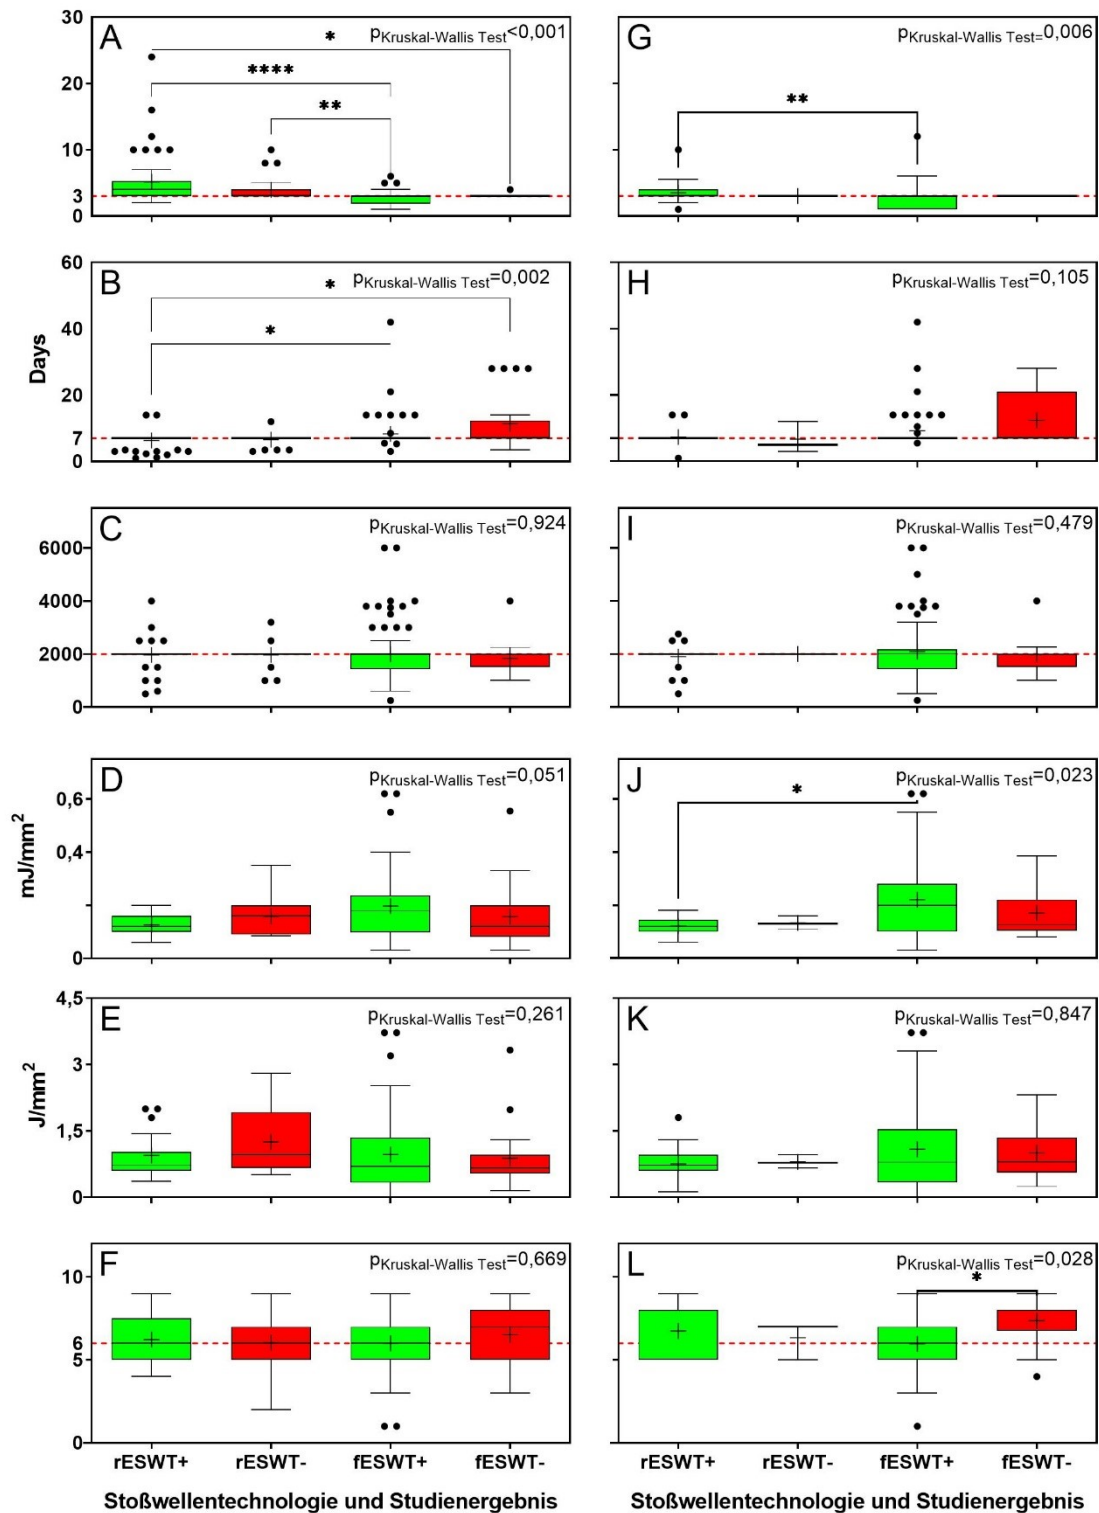 A
pKruskal-Wallis Test<0,001
30
20
10
3
0
*
****
**
G
pKruskal-Wallis Test=0,006
**
B
pKruskal-Wallis Test=0,002
Days
60
40
20
7
0
*
*
H
pKruskal-Wallis Test=0,105
C
pKruskal-Wallis Test=0,924
6000
4000
2000
0
I
pKruskal-Wallis Test=0,479
D
pKruskal-Wallis Test=0,051
mJ/mm²
0,6
0,4
0
J
pKruskal-Wallis Test=0,023
*
E
pKruskal-Wallis Test=0,261
J/mm²
4,5
3
1,5
0
K
pKruskal-Wallis Test=0,847
F
pKruskal-Wallis Test=0,669
10
6
5
0
L
pKruskal-Wallis Test=0,028
*
rESWT+ rESWT- fESWT+ fESWT-
rESWT+ rESWT- fESWT+ fESWT-
Stoßwellentechnologie und Studienergebnis
Stoßwellentechnologie und Studienergebnis